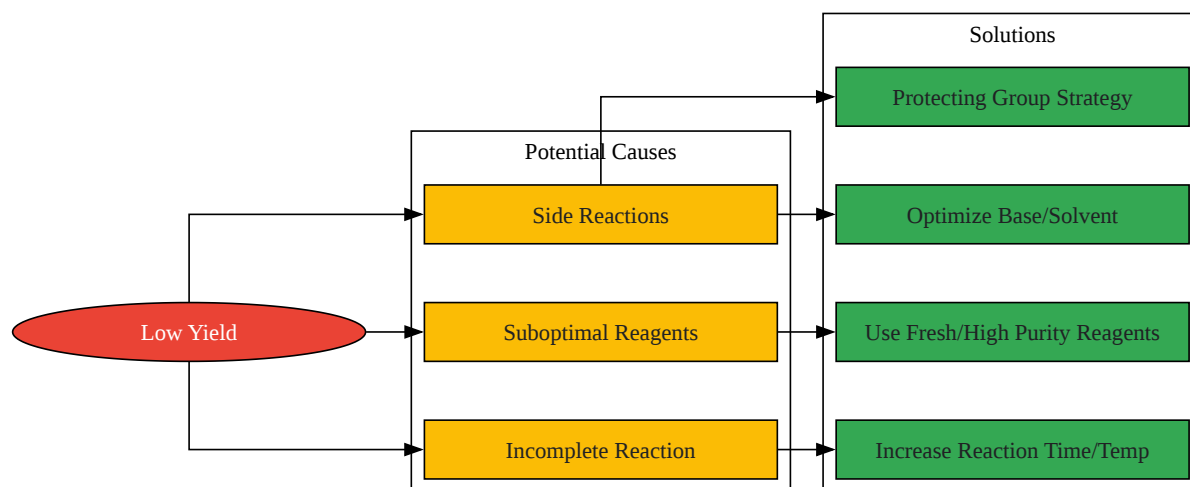 Solutions
Protecting Group Strategy
Potential Causes
Side Reactions
Optimize Base/Solvent
Low Yield
Suboptimal Reagents
Use Fresh/High Purity Reagents
Incomplete Reaction
Increase Reaction Time/Temp